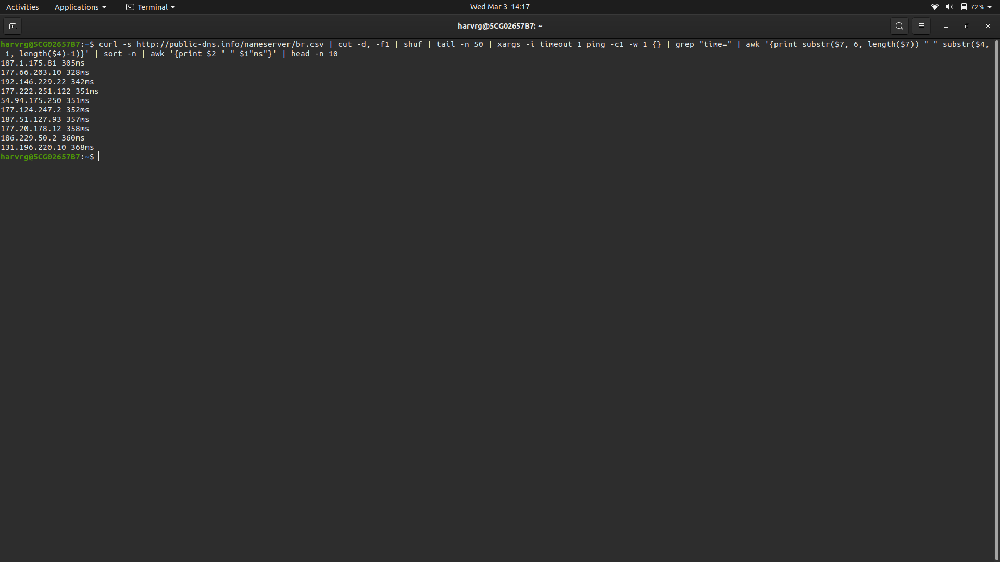 Activities Applications Terminal Wed Mar 3 14:17 72 %
harvrg@5CG02657B7: ~
harvrg@5CG02657B7:~$ curl -s http://public-dns.info/nameserver/br.csv | cut -d, -f1 | shuf | tail -n 50 | xargs -i timeout 1 ping -c1 -w 1 {} | grep "time=" | awk '{print substr($7, 6, length($7)) " " substr($4,
 1, length($4)-1)}' | sort -n | awk '{print $2 " " $1"ms"}' | head -n 10
187.1.175.81 305ms
177.66.203.10 328ms
192.146.229.22 342ms
177.222.251.122 351ms
54.94.175.250 351ms
177.124.247.2 352ms
187.51.127.93 357ms
177.20.178.12 358ms
186.229.50.2 360ms
131.196.220.10 368ms
harvrg@5CG02657B7:~$